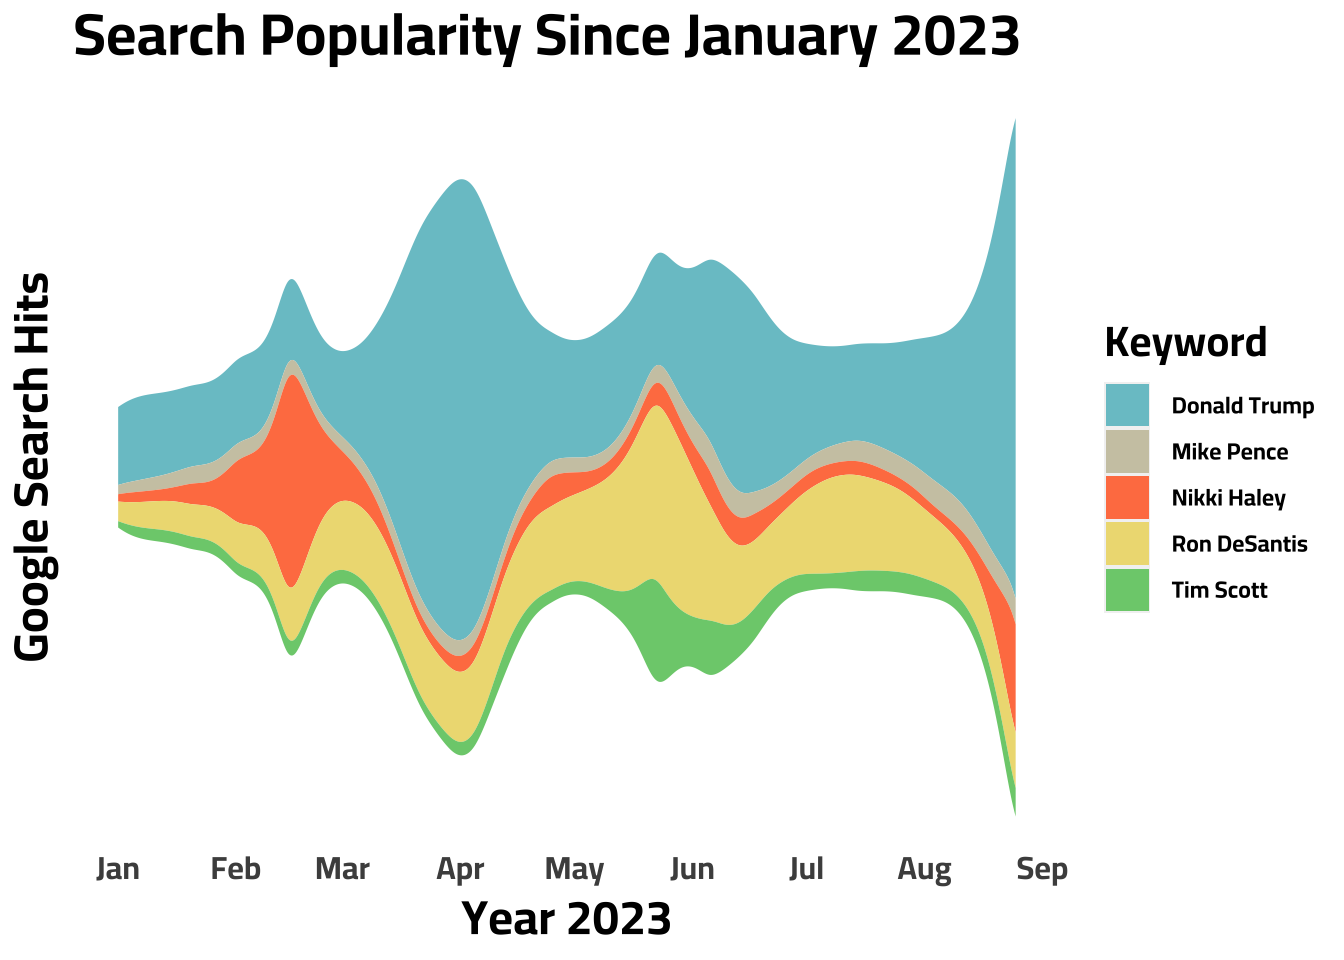 Search Popularity Since January 2023
Google Search Hits
Keyword
Donald Trump
Mike Pence
Nikki Haley
Ron DeSantis
Tim Scott
Jan Feb Mar Apr May Jun Jul Aug Sep
Year 2023